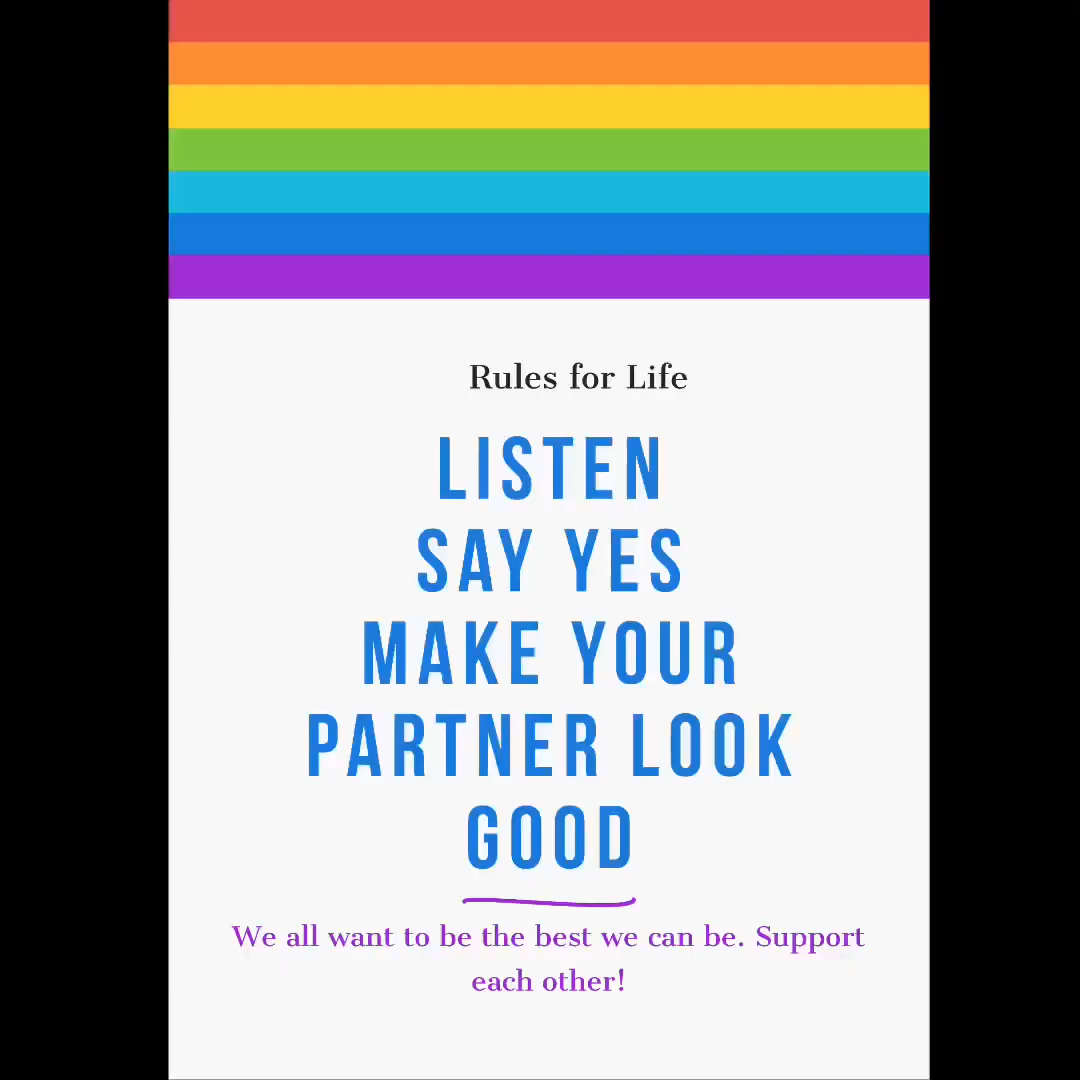 Rules for Life
LISTEN
SAY YES
MAKE YOUR
PARTNER LOOK
GOOD
We all want to be the best we can be. Support
each other!